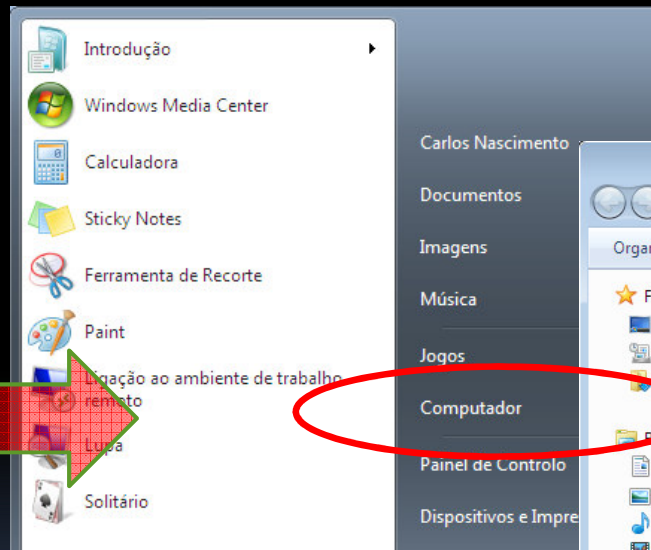 Introdução
Windows Media Center
Calculadora
Sticky Notes
Ferramenta de Recorte
Paint
Ligação ao ambiente de trabalho
remoto
Lupa
Solitário
Carlos Nascimento
Documentos
Imagens
Música
Jogos
Computador
Painel de Controlo
Dispositivos e Impre
Organ
F